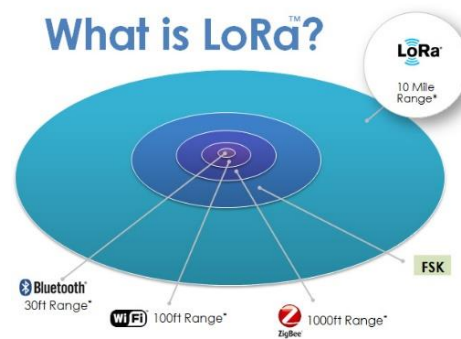 What is LoRa™?
LoRa
10 Mile
Range*
FSK
Bluetooth®
30ft Range*
WiFi 100ft Range*
1000ft Range*
ZigBee